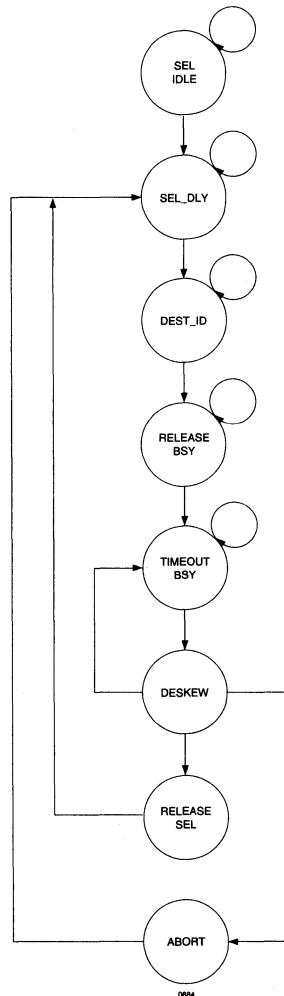 SEL
IDLE
SEL_DLY
DEST_ID
RELEASE
BSY
TIMEOUT
BSY
DESKEW
RELEASE
SEL
ABORT
0884